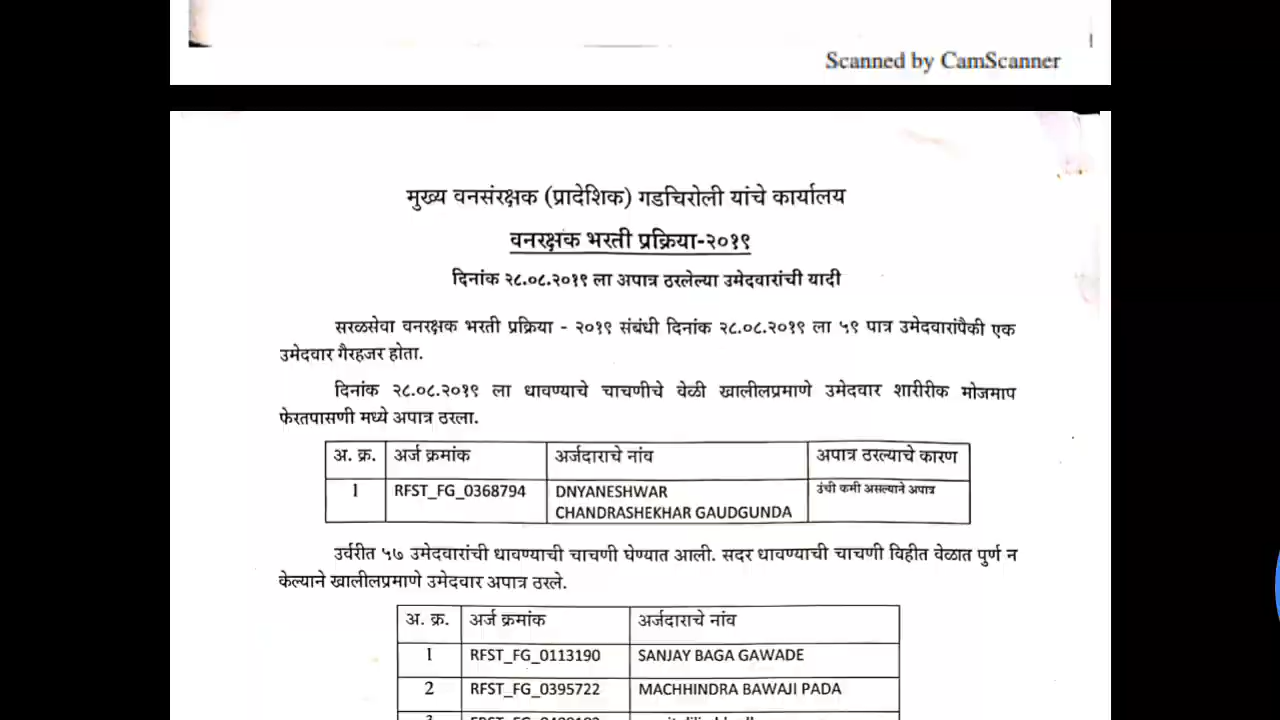 Scanned by CamScanner
मुख्य वनसंरक्षक (प्रादेशिक) गडचिरोली यांचे कार्यालय
वनरक्षक भरती प्रक्रिया-२०१९
दिनांक २८.०८.२०१९ ला अपात्र ठरलेल्या उमेदवारांची यादी
सरळसेवा वनरक्षक भरती प्रक्रिया - २०१९ संबंधी दिनांक २८.०८.२०१९ ला ५९ पात्र उमेदवारांपैकी एक
उमेदवार गैरहजर होता.
दिनांक २८.०८.२०१९ ला धावण्याचे चाचणीचे वेळी खालीलप्रमाणे उमेदवार शारीरीक मोजमाप
फेरतपासणी मध्ये अपात्र ठरला.
अ. क्र. अर्ज क्रमांक अर्जदाराचे नांव अपात्र ठरल्याचे कारण
1 RFST_FG_0368794 DNYANESHWAR उंची कमी असल्याने अपात्र
CHANDRASHEKHAR GAUDGUNDA
उर्वरीत ५७ उमेदवारांची धावण्याची चाचणी घेण्यात आली. सदर धावण्याची चाचणी विहीत वेळात पुर्ण न
केल्याने खालीलप्रमाणे उमेदवार अपात्र ठरले.
अ. क्र. अर्ज क्रमांक अर्जदाराचे नांव
1 RFST_FG_0113190 SANJAY BAGA GAWADE
2 RFST_FG_0395722 MACHHINDRA BAWAJI PADA